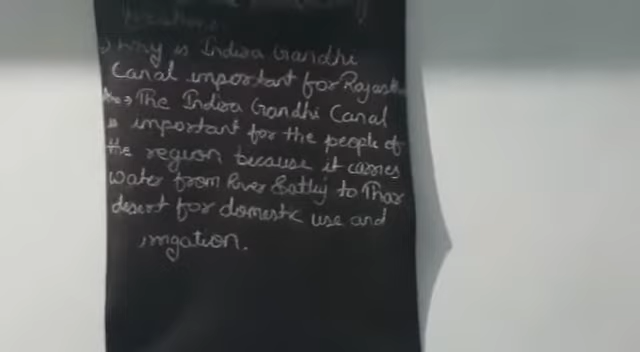 Why is Indira Gandhi
Canal important for
Ans → The Indira Gandhi Canal
is important for the people of
the region because it carries
water from River Satluj to Thar
desert for domestic use and
irrigation.